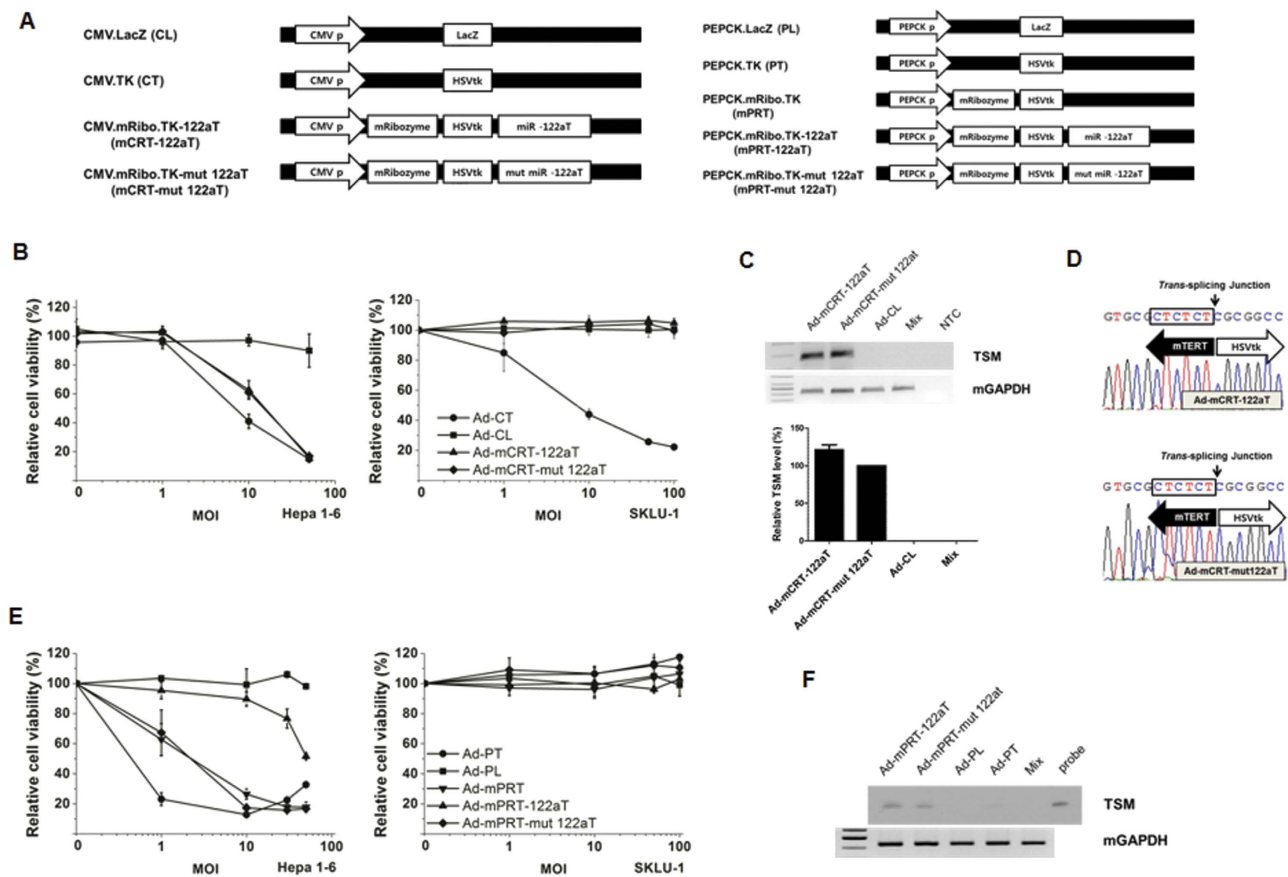 A
CMV.LacZ (CL)
CMV p
LacZ
CMV.TK (CT)
CMV p
HSVtk
CMV.mRibo.TK-122aT
(mCRT-122aT)
CMV p
mRibozyme
HSVtk
miR -122aT
CMV.mRibo.TK-mut 122aT
(mCRT-mut 122aT)
CMV p
mRibozyme
HSVtk
mut miR -122aT
PEPCK.LacZ (PL)
PEPCK p
LacZ
PEPCK.TK (PT)
PEPCK p
HSVtk
PEPCK.mRibo.TK
(mPRT)
PEPCK p
mRibozyme
HSVtk
PEPCK.mRibo.TK-122aT
(mPRT-122aT)
PEPCK p
mRibozyme
HSVtk
miR -122aT
PEPCK.mRibo.TK-mut 122aT
(mPRT-mut 122aT)
PEPCK p
mRibozyme
HSVtk
mut miR -122aT
B
Relative cell viability (%)
120
100
80
60
40
20
0
1
10
100
MOI
Hepa 1-6
Relative cell viability (%)
120
100
80
60
40
20
Ad-CT
Ad-CL
Ad-mCRT-122aT
Ad-mCRT-mut 122aT
0
1
10
100
MOI
SKLU-1
C
Ad-mCRT-122aT
Ad-mCRT-mut 122at
Ad-CL
Mix
NTC
TSM
mGAPDH
Relative TSM level (%)
150
100
50
0
Ad-mCRT-122aT
Ad-mCRT-mut 122aT
Ad-CL
Mix
D
Trans-splicing Junction
GTGCGCTCTCTCGCGGCC
mTERT
HSVtk
Ad-mCRT-122aT
Trans-splicing Junction
GTGCGCTCTCTCGCGGCC
mTERT
HSVtk
Ad-mCRT-mut122aT
E
Relative cell viability (%)
120
100
80
60
40
20
0
1
10
100
MOI
Hepa 1-6
Relative cell viability (%)
120
100
80
60
40
20
Ad-PT
Ad-PL
Ad-mPRT
Ad-mPRT-122aT
Ad-mPRT-mut 122aT
0
1
10
100
MOI
SKLU-1
F
Ad-mPRT-122aT
Ad-mPRT-mut 122at
Ad-PL
Ad-PT
Mix
probe
TSM
mGAPDH